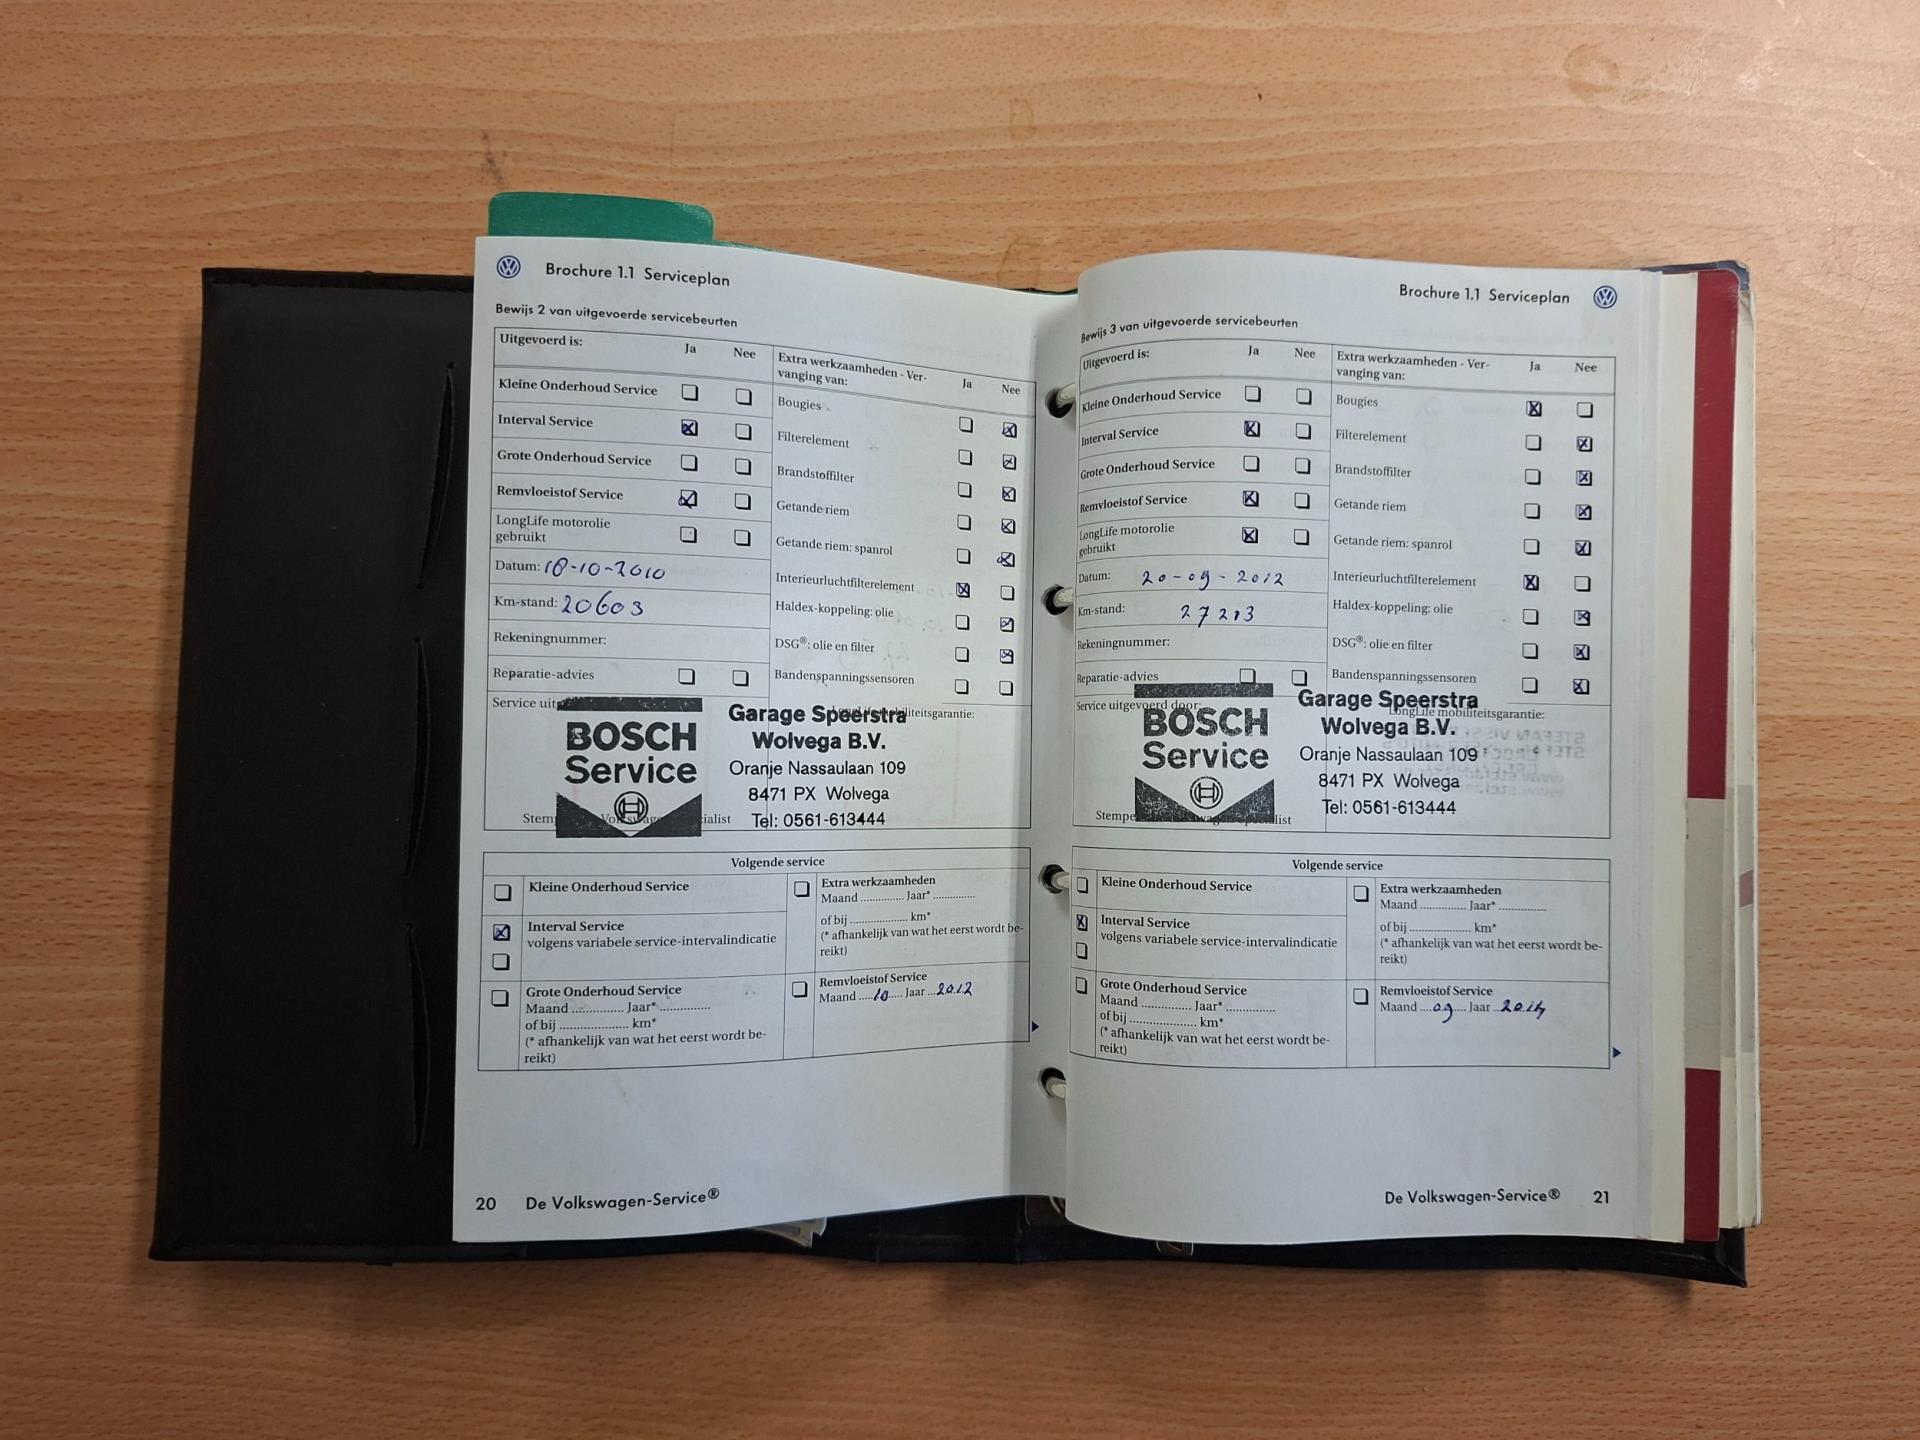 Brochure 1.1 Serviceplan
Bewijs 2 van uitgevoerde servicebeurten
Uitgevoerd is:
Ja
Nee
Kleine Onderhoud Service
Interval Service
Grote Onderhoud Service
Remvloeistof Service
LongLife motorolie
gebruikt
Datum: 18-10-2010
Km-stand: 20603
Rekeningnummer:
Reparatie-advies
Service
Extra werkzaamheden - Ver-
vanging van:
Ja
Nee
Bougies
Filterelement
Brandstoffilter
Getande riem
Getande riem: spanrol
Interieurluchtfilterelement
Haldex-koppeling: olie
DSG®: olie en filter
Bandenspanningssensoren
LongLife mobiliteitsgarantie:
BOSCH
Service
Garage Speerstra
Wolvega B.V.
Oranje Nassaulaan 109
8471 PX Wolvega
Tel: 0561-613444
Volgende service
Kleine Onderhoud Service
Interval Service
volgens variabele service-intervalindicatie
Grote Onderhoud Service
Maand .............. Jaar* ..............
of bij ................... km*
(* afhankelijk van wat het eerst wordt be-
reikt)
Extra werkzaamheden
Maand ............. Jaar* .............
of bij ................... km*
(* afhankelijk van wat het eerst wordt be-
reikt)
Remvloeistof Service
Maand ....10..... Jaar ...2012
20 De Volkswagen-Service®
Brochure 1.1 Serviceplan
Bewijs 3 van uitgevoerde servicebeurten
Uitgevoerd is:
Ja
Nee
Kleine Onderhoud Service
Interval Service
Grote Onderhoud Service
Remvloeistof Service
LongLife motorolie
gebruikt
Datum: 20-09-2012
Km-stand: 27213
Rekeningnummer:
Reparatie-advies
Service uitgevoerd door:
Extra werkzaamheden - Ver-
vanging van:
Ja
Nee
Bougies
Filterelement
Brandstoffilter
Getande riem
Getande riem: spanrol
Interieurluchtfilterelement
Haldex-koppeling: olie
DSG®: olie en filter
Bandenspanningssensoren
LongLife mobiliteitsgarantie:
BOSCH
Service
Garage Speerstra
Wolvega B.V.
Oranje Nassaulaan 109
8471 PX Wolvega
Tel: 0561-613444
Volgende service
Kleine Onderhoud Service
Interval Service
volgens variabele service-intervalindicatie
Grote Onderhoud Service
Maand .............. Jaar* ..............
of bij ................... km*
(* afhankelijk van wat het eerst wordt be-
reikt)
Extra werkzaamheden
Maand ............. Jaar* .............
of bij ................... km*
(* afhankelijk van wat het eerst wordt be-
reikt)
Remvloeistof Service
Maand ....09.... Jaar ..2014
De Volkswagen-Service® 21